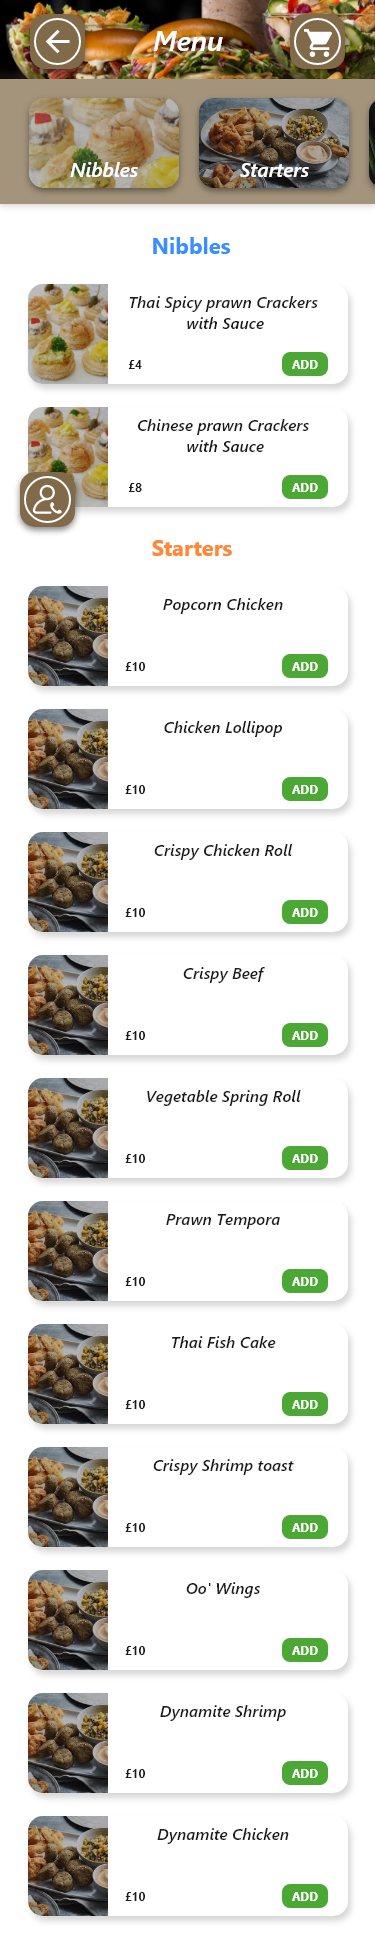 Menu
Nibbles
Starters
Nibbles
Thai Spicy prawn Crackers
with Sauce
£4
ADD
Chinese prawn Crackers
with Sauce
£8
ADD
Starters
Popcorn Chicken
£10
ADD
Chicken Lollipop
£10
ADD
Crispy Chicken Roll
£10
ADD
Crispy Beef
£10
ADD
Vegetable Spring Roll
£10
ADD
Prawn Tempora
£10
ADD
Thai Fish Cake
£10
ADD
Crispy Shrimp toast
£10
ADD
Oo' Wings
£10
ADD
Dynamite Shrimp
£10
ADD
Dynamite Chicken
£10
ADD